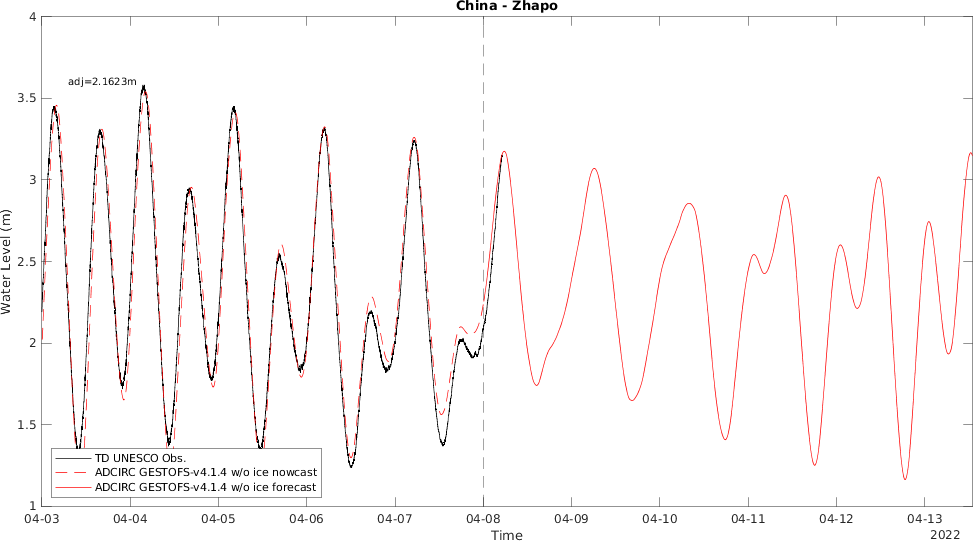 China - Zhapo
adj=2.1623m
4
3.5
3
2.5
2
1.5
1
Water Level (m)
TD UNESCO Obs.
ADCIRC GESTOFS-v4.1.4 w/o ice nowcast
ADCIRC GESTOFS-v4.1.4 w/o ice forecast
04-03 04-04 04-05 04-06 04-07 04-08 04-09 04-10 04-11 04-12 04-13
Time
2022